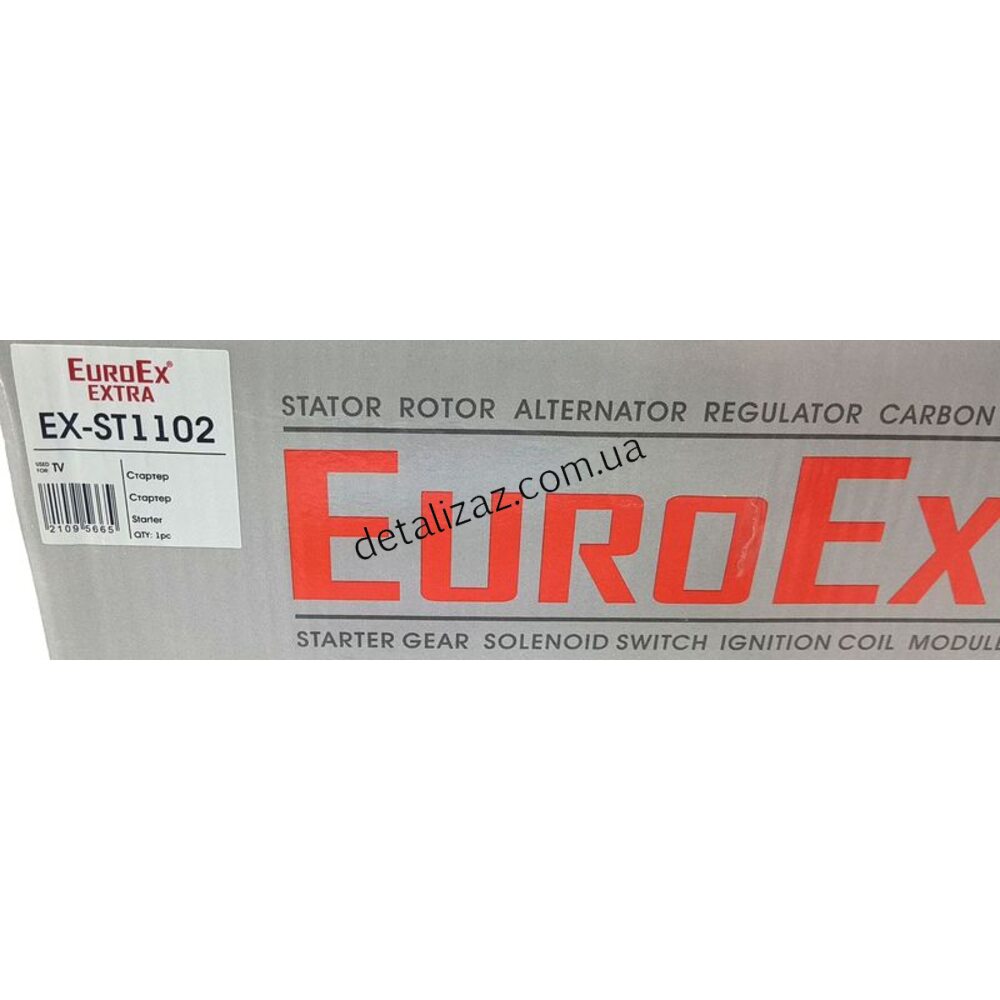 EUROEX®
EXTRA
EX-ST1102
USED FOR TV
Стартер
Стартер
Starter
QTY: 1pc
2109 5665
STATOR ROTOR ALTERNATOR REGULATOR CARBON
EUROEX
detalizaz.com.ua
STARTER GEAR SOLENOID SWITCH IGNITION COIL MODUL